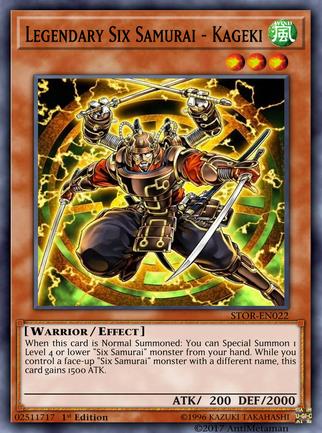 LEGENDARY SIX SAMURAI - KAGEKI
WIND
風
STOR-EN022
[WARRIOR / EFFECT]
When this card is Normal Summoned: You can Special Summon 1
Level 4 or lower "Six Samurai" monster from your hand. While you
control a face-up "Six Samurai" monster with a different name, this
card gains 1500 ATK.
ATK/ 200 DEF/2000
02511717 1st Edition ©1996 KAZUKI TAKAHASHI
©2017 AntiMetaman